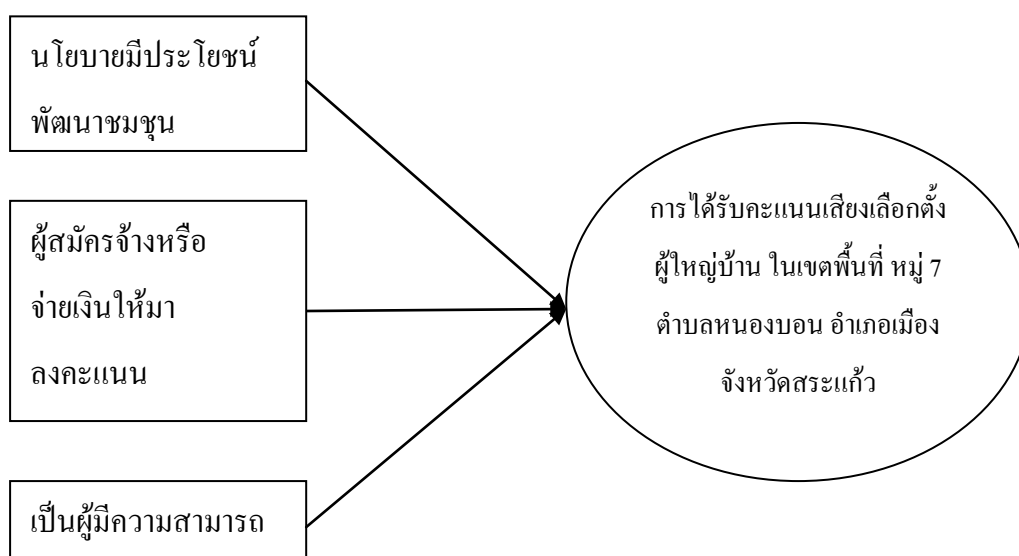 นโยบายมีประโยชน์
พัฒนาชมชุน
ผู้สมัครจ้างหรือ
จ่ายเงินให้มา
ลงคะแนน
เป็นผู้มีความสามารถ
การได้รับคะแนนเสียงเลือกตั้ง
ผู้ใหญ่บ้าน ในเขตพื้นที่ หมู่ 7
ตำบลหนองบอน อำเภอเมือง
จังหวัดสระแก้ว